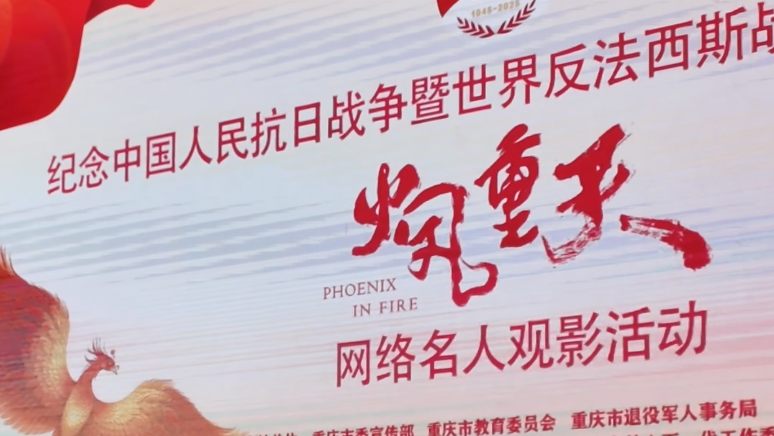 1945-2025
纪念中国人民抗日战争暨世界反法西斯战
火凤重天
PHOENIX
IN FIRE
网络名人观影活动
重庆市委宣传部 重庆市教育委员会 重庆市退役军人事务局